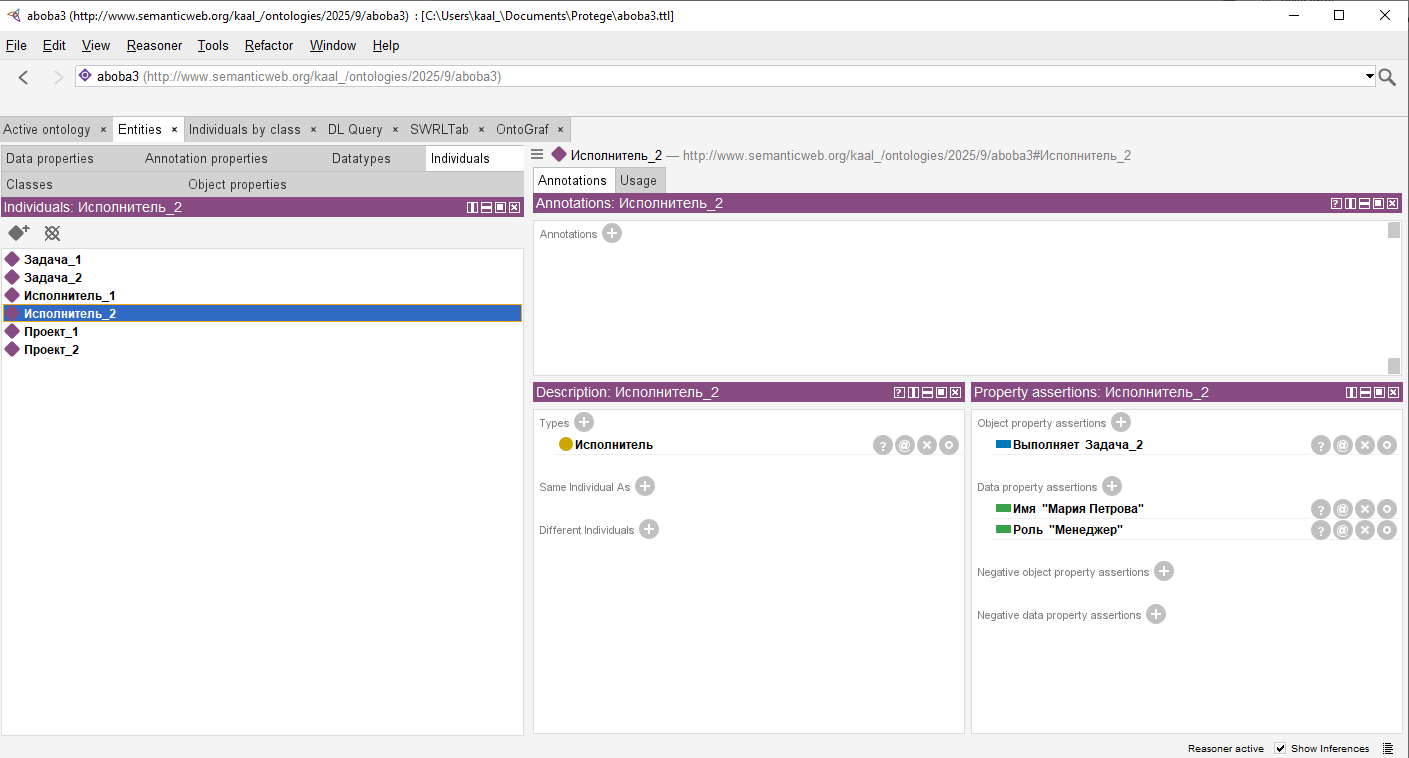 aboba3 (http://www.semanticweb.org/kaal_/ontologies/2025/9/aboba3) : [C:\Users\kaal_\Documents\Protege\aboba3.ttl]
File Edit View Reasoner Tools Refactor Window Help
aboba3 (http://www.semanticweb.org/kaal_/ontologies/2025/9/aboba3)
Active ontology × Entities × Individuals by class × DL Query × SWRLTab × OntoGraf ×
Data properties Annotation properties Datatypes Individuals
Classes Object properties
Individuals: Исполнитель_2
Задача_1
Задача_2
Исполнитель_1
Исполнитель_2
Проект_1
Проект_2
Исполнитель_2 — http://www.semanticweb.org/kaal_/ontologies/2025/9/aboba3#Исполнитель_2
Annotations Usage
Annotations: Исполнитель_2
Annotations
Description: Исполнитель_2
Types
Исполнитель
Same Individual As
Different Individuals
Property assertions: Исполнитель_2
Object property assertions
Выполняет Задача_2
Data property assertions
Имя "Мария Петрова"
Роль "Менеджер"
Negative object property assertions
Negative data property assertions
Reasoner active Show Inferences